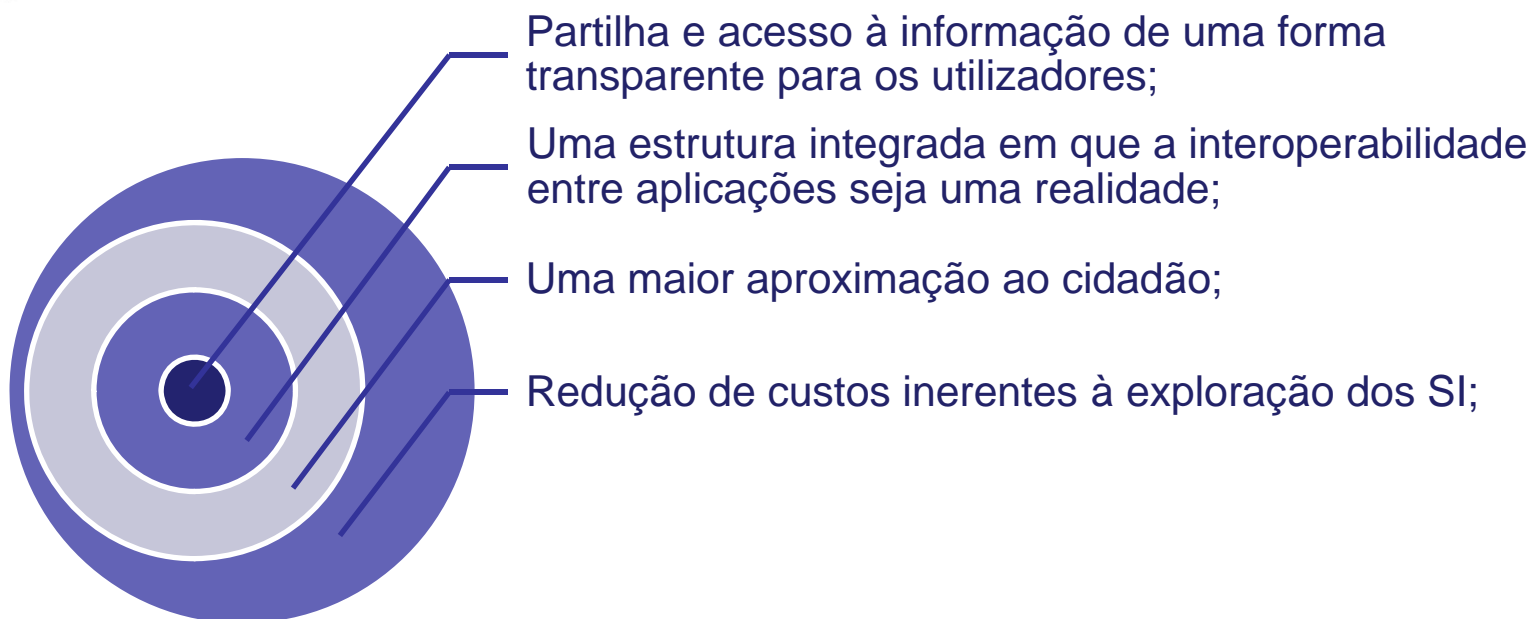 Partilha e acesso à informação de uma forma
transparente para os utilizadores;
Uma estrutura integrada em que a interoperabilidade
entre aplicações seja uma realidade;
Uma maior aproximação ao cidadão;
Redução de custos inerentes à exploração dos SI;